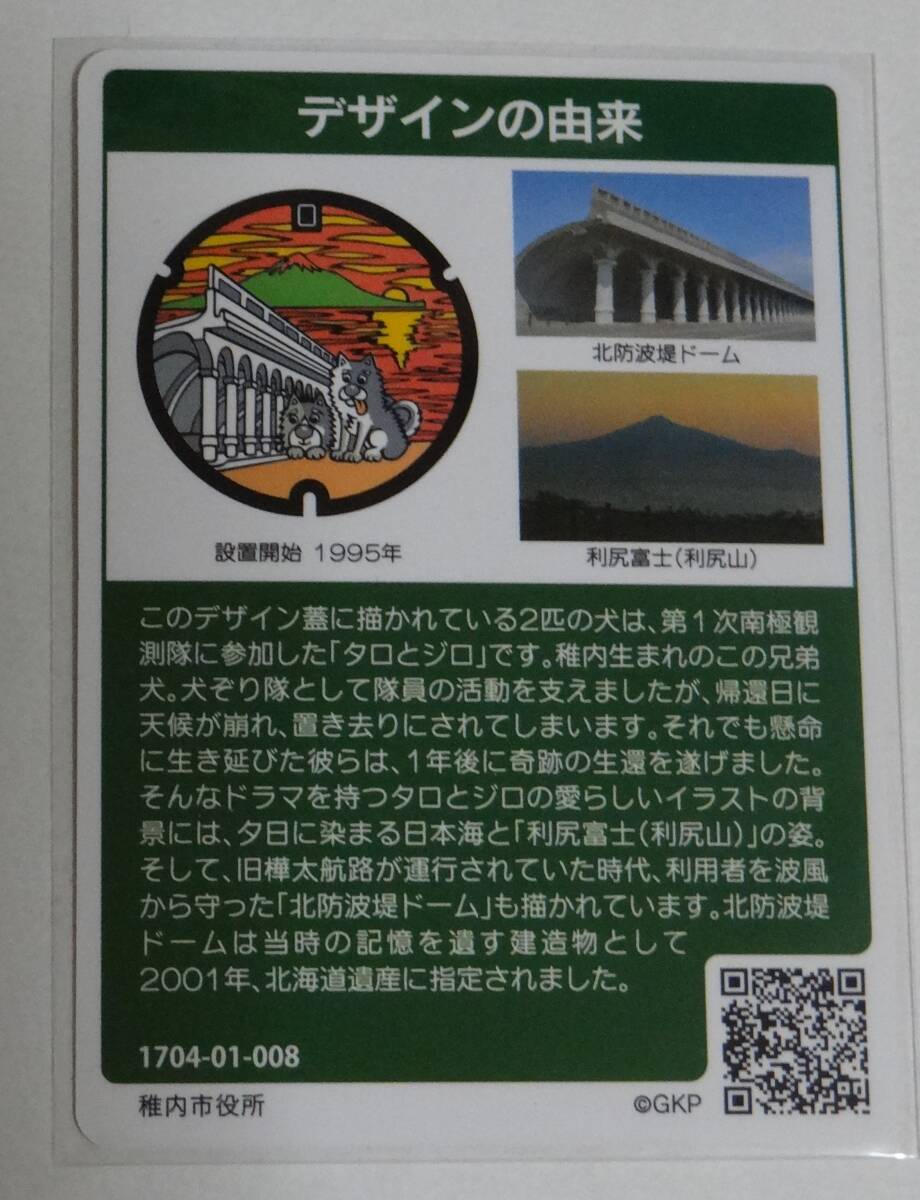 デザインの由来
北防波堤ドーム
設置開始 1995年
利尻富士(利尻山)
このデザイン蓋に描かれている2匹の犬は、第1次南極観
測隊に参加した「タロとジロ」です。稚内生まれのこの兄弟
犬。犬ぞり隊として隊員の活動を支えましたが、帰還日に
天候が崩れ、置き去りにされてしまいます。それでも懸命
に生き延びた彼らは、1年後に奇跡の生還を遂げました。
そんなドラマを持つタロとジロの愛らしいイラストの背
景には、夕日に染まる日本海と「利尻富士(利尻山)」の姿。
そして、旧樺太航路が運行されていた時代、利用者を波風
から守った「北防波堤ドーム」も描かれています。北防波堤
ドームは当時の記憶を遺す建造物として
2001年、北海道遺産に指定されました。
1704-01-008
稚内市役所
©GKP